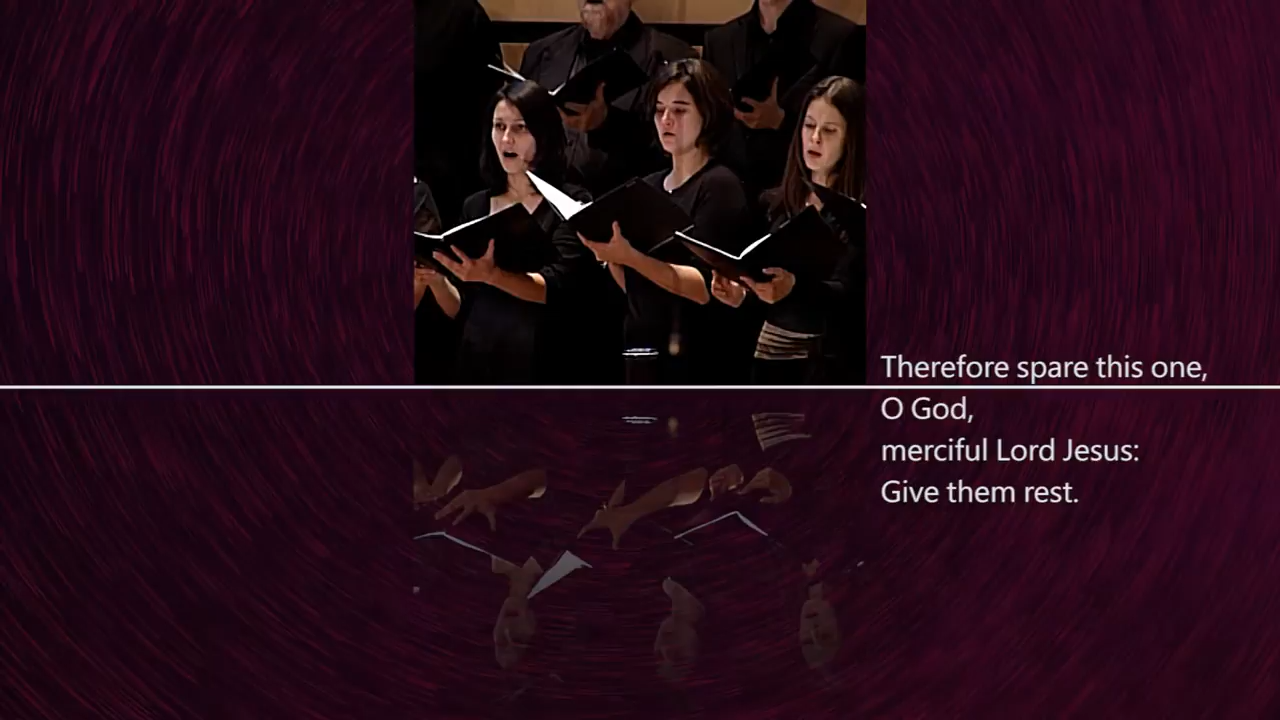 Therefore spare this one,
O God,
merciful Lord Jesus:
Give them rest.